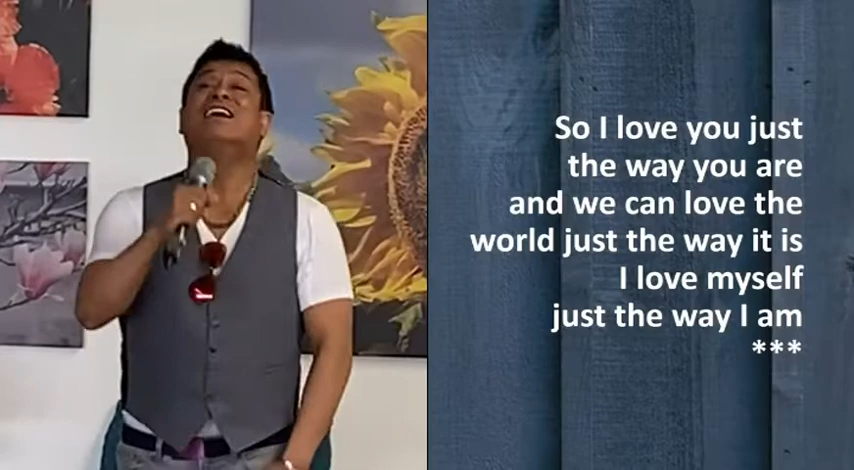 So I love you just
the way you are
and we can love the
world just the way it is
I love myself
just the way I am
***